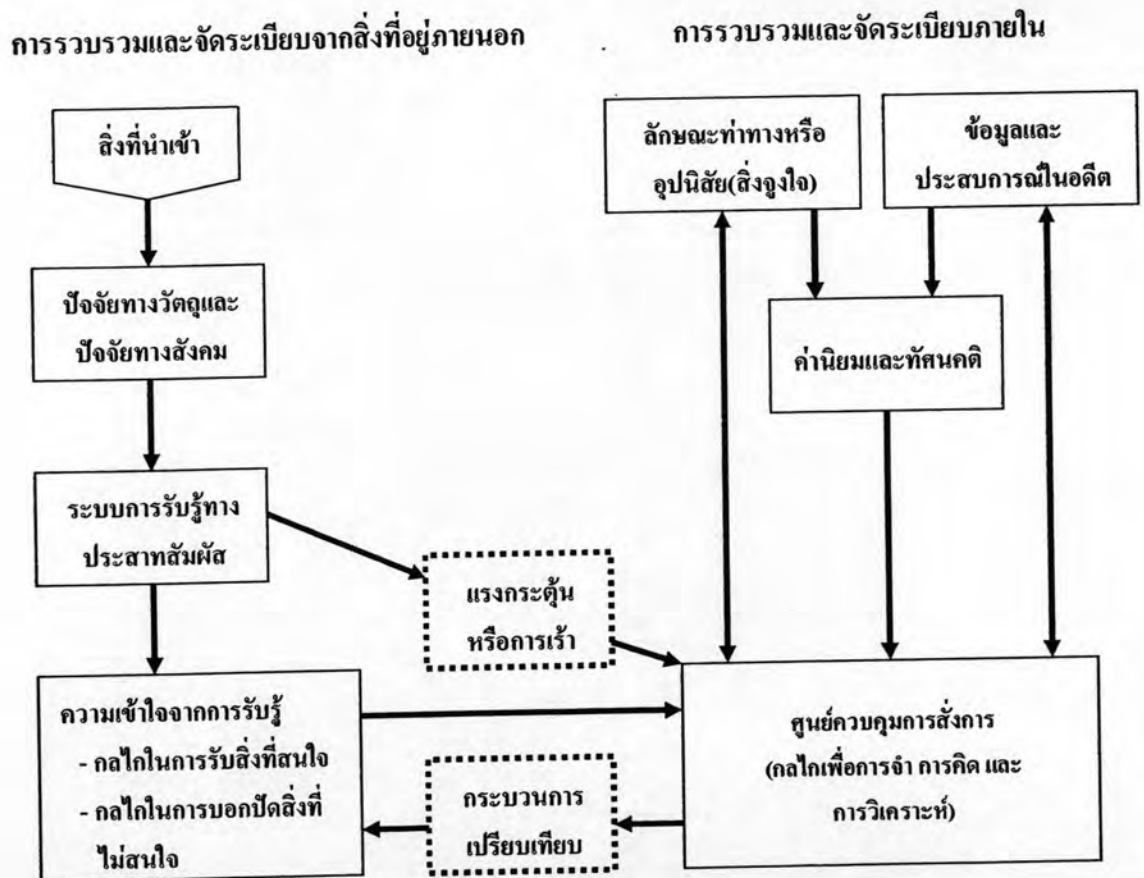 การรวบรวมและจัดระเบียบจากสิ่งที่อยู่ภายนอก
การรวบรวมและจัดระเบียบภายใน
สิ่งที่นำเข้า
ปัจจัยทางวัตถุและ
ปัจจัยทางสังคม
ระบบการรับรู้ทาง
ประสาทสัมผัส
ความเข้าใจจากการรับรู้
- กลไกในการรับสิ่งที่สนใจ
- กลไกในการบอกปัดสิ่งที่
ไม่สนใจ
แรงกระตุ้น
หรือการเร้า
กระบวนการ
เปรียบเทียบ
ลักษณะท่าทางหรือ
อุปนิสัย(สิ่งจูงใจ)
ข้อมูลและ
ประสบการณ์ในอดีต
ค่านิยมและทัศนคติ
ศูนย์ควบคุมการสั่งการ
(กลไกเพื่อการจำ การคิด และ
การวิเคราะห์)